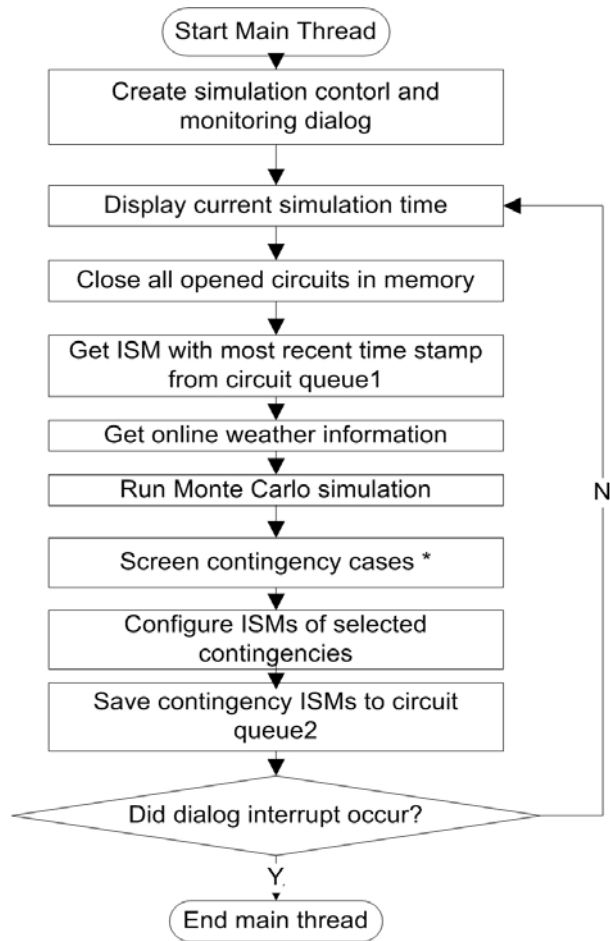 Start Main Thread
Create simulation contorl and
monitoring dialog
Display current simulation time
Close all opened circuits in memory
Get ISM with most recent time stamp
from circuit queue1
Get online weather information
Run Monte Carlo simulation
N
Screen contingency cases *
Configure ISMs of selected
contingencies
Save contingency ISMs to circuit
queue2
Did dialog interrupt occur?
Y
End main thread